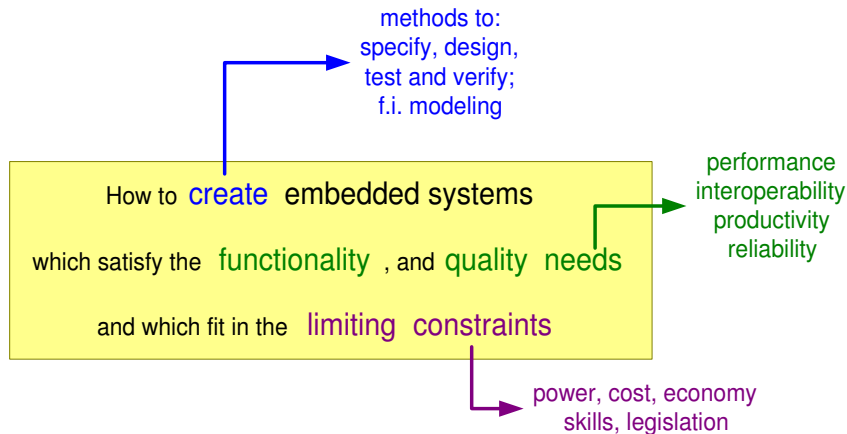 methods to:
specify, design,
test and verify;
f.i. modeling
How to create embedded systems
which satisfy the functionality , and quality needs
and which fit in the limiting constraints
performance
interoperability
productivity
reliability
power, cost, economy
skills, legislation